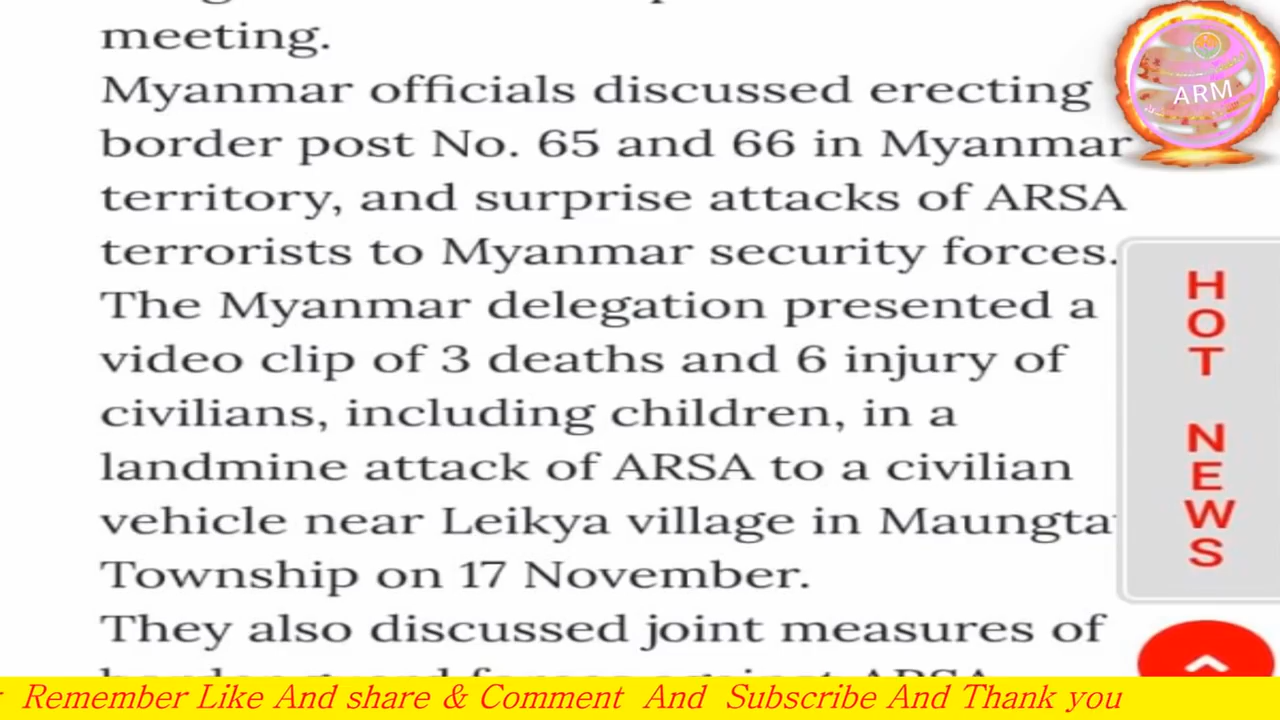 meeting.
Myanmar officials discussed erecting
border post No. 65 and 66 in Myanmar
territory, and surprise attacks of ARSA
terrorists to Myanmar security forces.
The Myanmar delegation presented a
video clip of 3 deaths and 6 injury of
civilians, including children, in a
landmine attack of ARSA to a civilian
vehicle near Leikya village in
Township on 17 November.
They also discussed joint measures of
ARM
HOT NEWS
Remember Like And share & Comment And Subscribe And Thank you